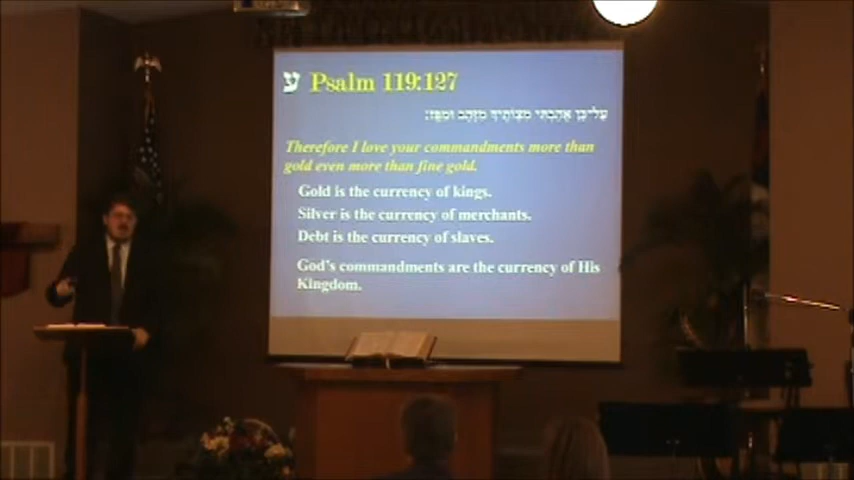 ע Psalm 119:127
עַל־כֵּן אָהַבְתִּי מִצְוֺתֶיךָ מִזָּהָב וּמִפָּז׃
Therefore I love your commandments more than
gold even more than fine gold.
Gold is the currency of kings.
Silver is the currency of merchants.
Debt is the currency of slaves.
God's commandments are the currency of His
Kingdom.